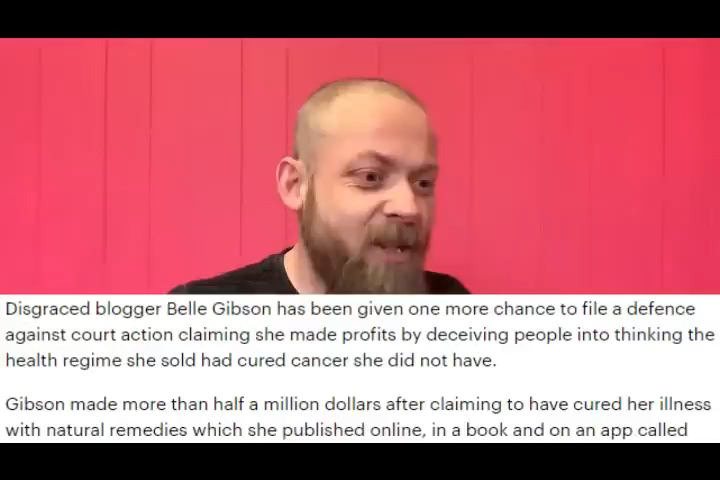 Disgraced blogger Belle Gibson has been given one more chance to file a defence
against court action claiming she made profits by deceiving people into thinking the
health regime she sold had cured cancer she did not have.
Gibson made more than half a million dollars after claiming to have cured her illness
with natural remedies which she published online, in a book and on an app called